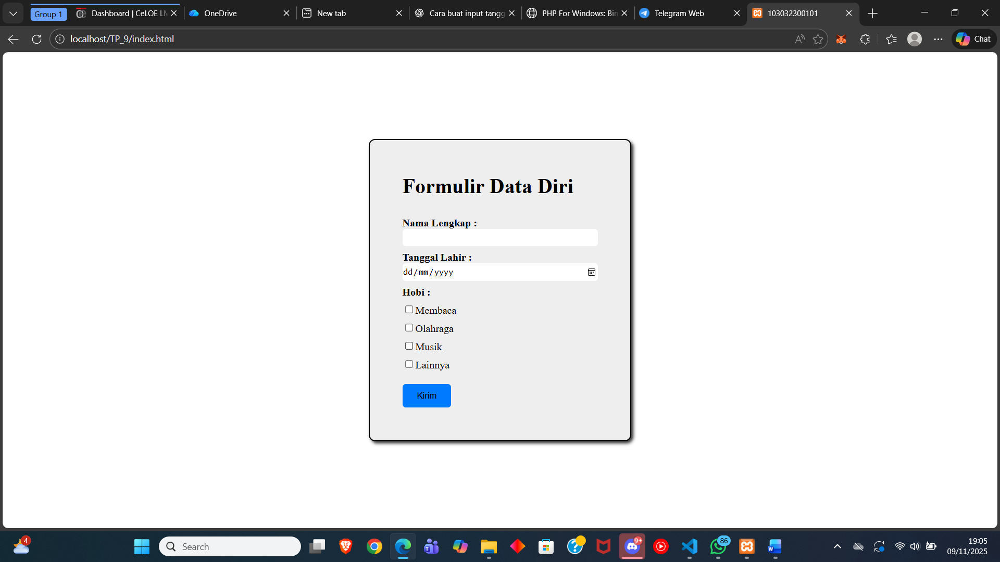 Group 1
Dashboard | CeLOE LM
OneDrive
New tab
Cara buat input tangg
PHP For Windows: Bin
Telegram Web
103032300101
localhost/TP_9/index.html
Chat
Formulir Data Diri
Nama Lengkap :
Tanggal Lahir :
dd/mm/yyyy
Hobi :
Membaca
Olahraga
Musik
Lainnya
Kirim
4
Search
9+
86
19:05
09/11/2025